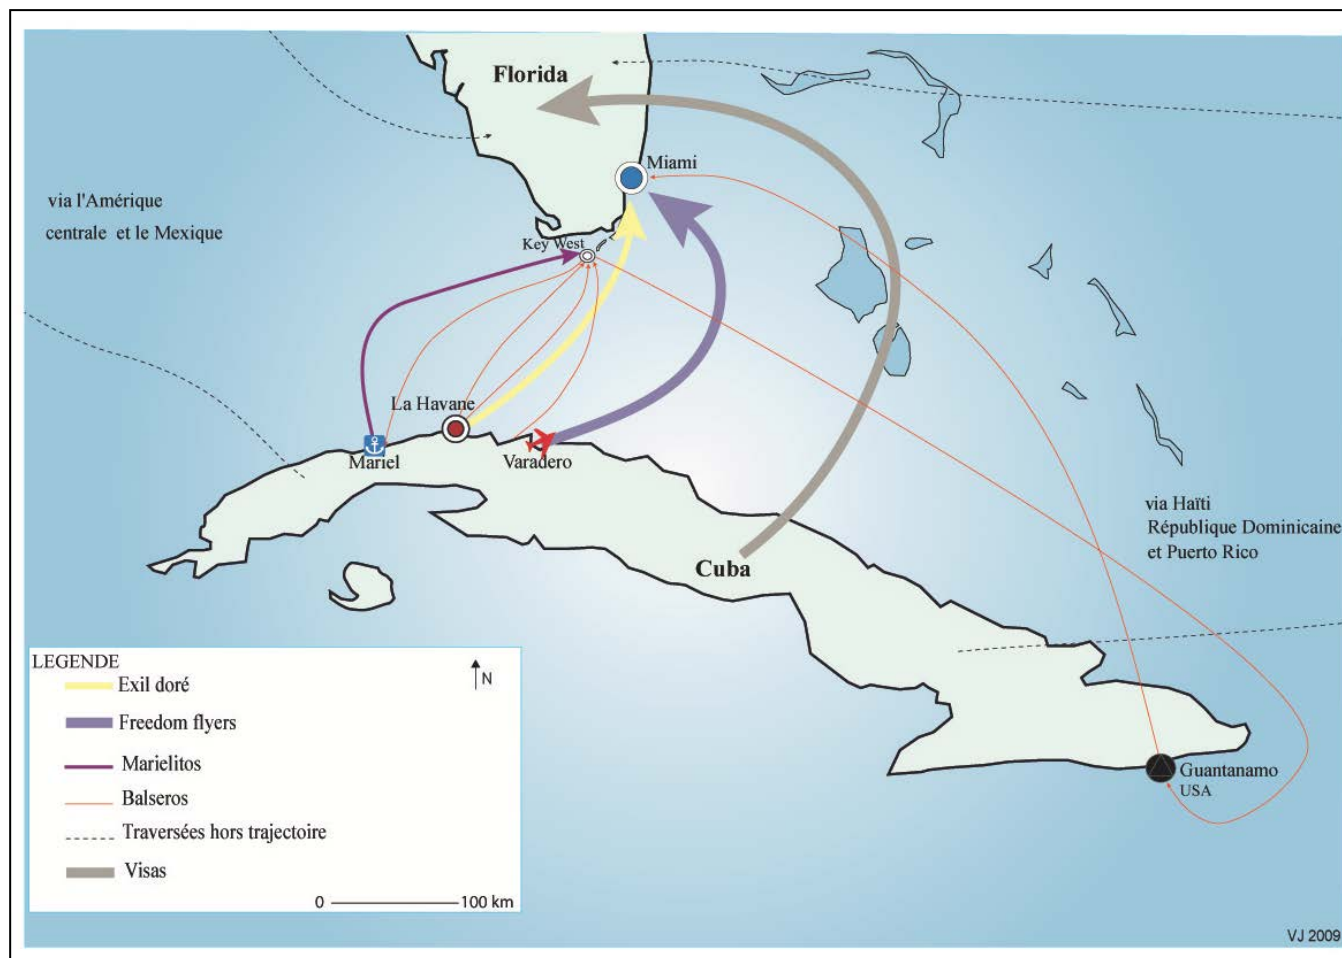 Florida
Miami
via l'Amérique
centrale et le Mexique
Key West
La Havane
Mariel
Varadero
via Haïti
République Dominicaine
et Puerto Rico
Cuba
Guantanamo
USA
LEGENDE
N
Exil doré
Freedom flyers
Marielitos
Balseros
Traversées hors trajectoire
Visas
0 100 km
VJ 2009